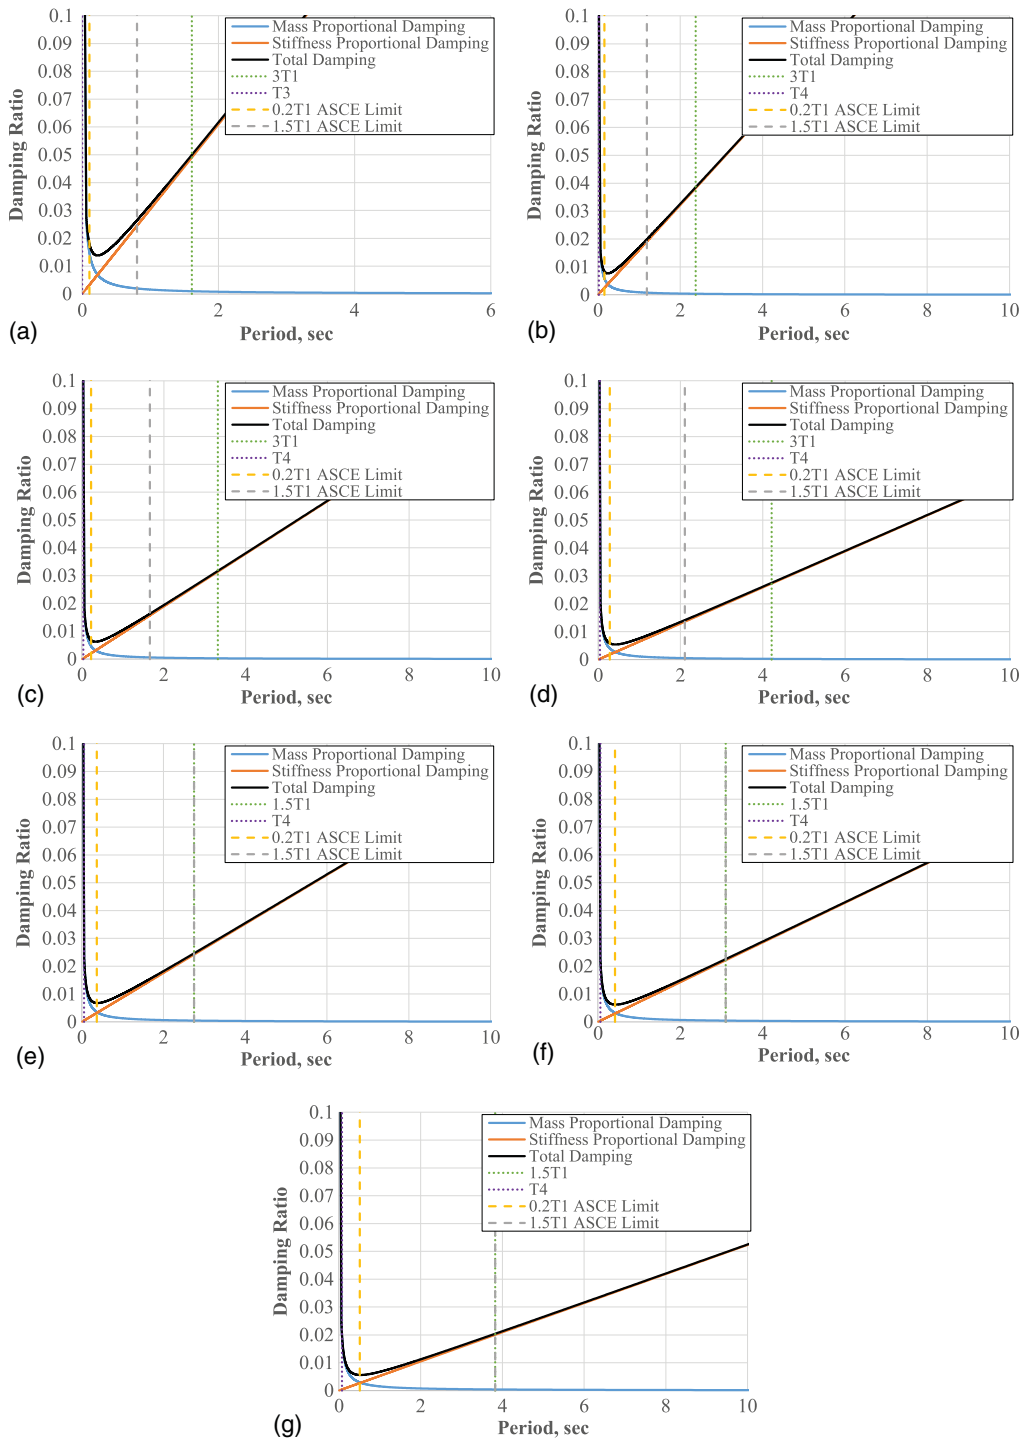 0.1
0.09
0.08
0.07
0.06
0.05
0.04
0.03
0.02
0.01
0
Damping Ratio
Mass Proportional Damping
Stiffness Proportional Damping
Total Damping
3T1
T3
0.2T1 ASCE Limit
1.5T1 ASCE Limit
0 2 4 6
Period, sec
(a)
0.1
0.09
0.08
0.07
0.06
0.05
0.04
0.03
0.02
0.01
0
Damping Ratio
Mass Proportional Damping
Stiffness Proportional Damping
Total Damping
3T1
T4
0.2T1 ASCE Limit
1.5T1 ASCE Limit
0 2 4 6 8 10
Period, sec
(b)
0.1
0.09
0.08
0.07
0.06
0.05
0.04
0.03
0.02
0.01
0
Damping Ratio
Mass Proportional Damping
Stiffness Proportional Damping
Total Damping
3T1
T4
0.2T1 ASCE Limit
1.5T1 ASCE Limit
0 2 4 6 8 10
Period, sec
(c)
0.1
0.09
0.08
0.07
0.06
0.05
0.04
0.03
0.02
0.01
0
Damping Ratio
Mass Proportional Damping
Stiffness Proportional Damping
Total Damping
3T1
T4
0.2T1 ASCE Limit
1.5T1 ASCE Limit
0 2 4 6 8 10
Period, sec
(d)
0.1
0.09
0.08
0.07
0.06
0.05
0.04
0.03
0.02
0.01
0
Damping Ratio
Mass Proportional Damping
Stiffness Proportional Damping
Total Damping
1.5T1
T4
0.2T1 ASCE Limit
1.5T1 ASCE Limit
0 2 4 6 8 10
Period, sec
(e)
0.1
0.09
0.08
0.07
0.06
0.05
0.04
0.03
0.02
0.01
0
Damping Ratio
Mass Proportional Damping
Stiffness Proportional Damping
Total Damping
1.5T1
T4
0.2T1 ASCE Limit
1.5T1 ASCE Limit
0 2 4 6 8 10
Period, sec
(f)
0.1
0.09
0.08
0.07
0.06
0.05
0.04
0.03
0.02
0.01
0
Damping Ratio
Mass Proportional Damping
Stiffness Proportional Damping
Total Damping
1.5T1
T4
0.2T1 ASCE Limit
1.5T1 ASCE Limit
0 2 4 6 8 10
Period, sec
(g)